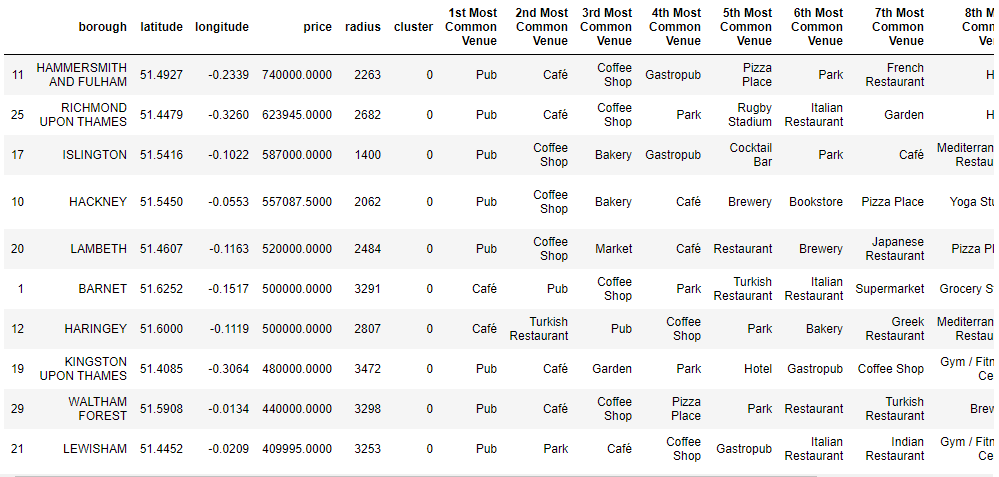 borough latitude longitude price radius cluster 1st Most Common Venue 2nd Most Common Venue 3rd Most Common Venue 4th Most Common Venue 5th Most Common Venue 6th Most Common Venue 7th Most Common Venue 8th M Com Ve
11 HAMMERSMITH AND FULHAM 51.4927 -0.2339 740000.0000 2263 0 Pub Café Coffee Shop Gastropub Pizza Place Park French Restaurant H
25 RICHMOND UPON THAMES 51.4479 -0.3260 623945.0000 2682 0 Pub Café Coffee Shop Park Rugby Stadium Italian Restaurant Garden H
17 ISLINGTON 51.5416 -0.1022 587000.0000 1400 0 Pub Coffee Shop Bakery Gastropub Cocktail Bar Park Café Mediterran Restau
10 HACKNEY 51.5450 -0.0553 557087.5000 2062 0 Pub Coffee Shop Bakery Café Brewery Bookstore Pizza Place Yoga Stu
20 LAMBETH 51.4607 -0.1163 520000.0000 2484 0 Pub Coffee Shop Market Café Restaurant Brewery Japanese Restaurant Pizza Pl
1 BARNET 51.6252 -0.1517 500000.0000 3291 0 Café Pub Coffee Shop Park Turkish Restaurant Italian Restaurant Supermarket Grocery S
12 HARINGEY 51.6000 -0.1119 500000.0000 2807 0 Café Turkish Restaurant Pub Coffee Shop Park Bakery Greek Restaurant Mediterran Restau
19 KINGSTON UPON THAMES 51.4085 -0.3064 480000.0000 3472 0 Pub Café Garden Park Hotel Gastropub Coffee Shop Gym / Fitn Ce
29 WALTHAM FOREST 51.5908 -0.0134 440000.0000 3298 0 Pub Café Coffee Shop Pizza Place Park Restaurant Turkish Restaurant Brew
21 LEWISHAM 51.4452 -0.0209 409995.0000 3253 0 Pub Park Café Coffee Shop Gastropub Italian Restaurant Indian Restaurant Gym / Fitn Ce